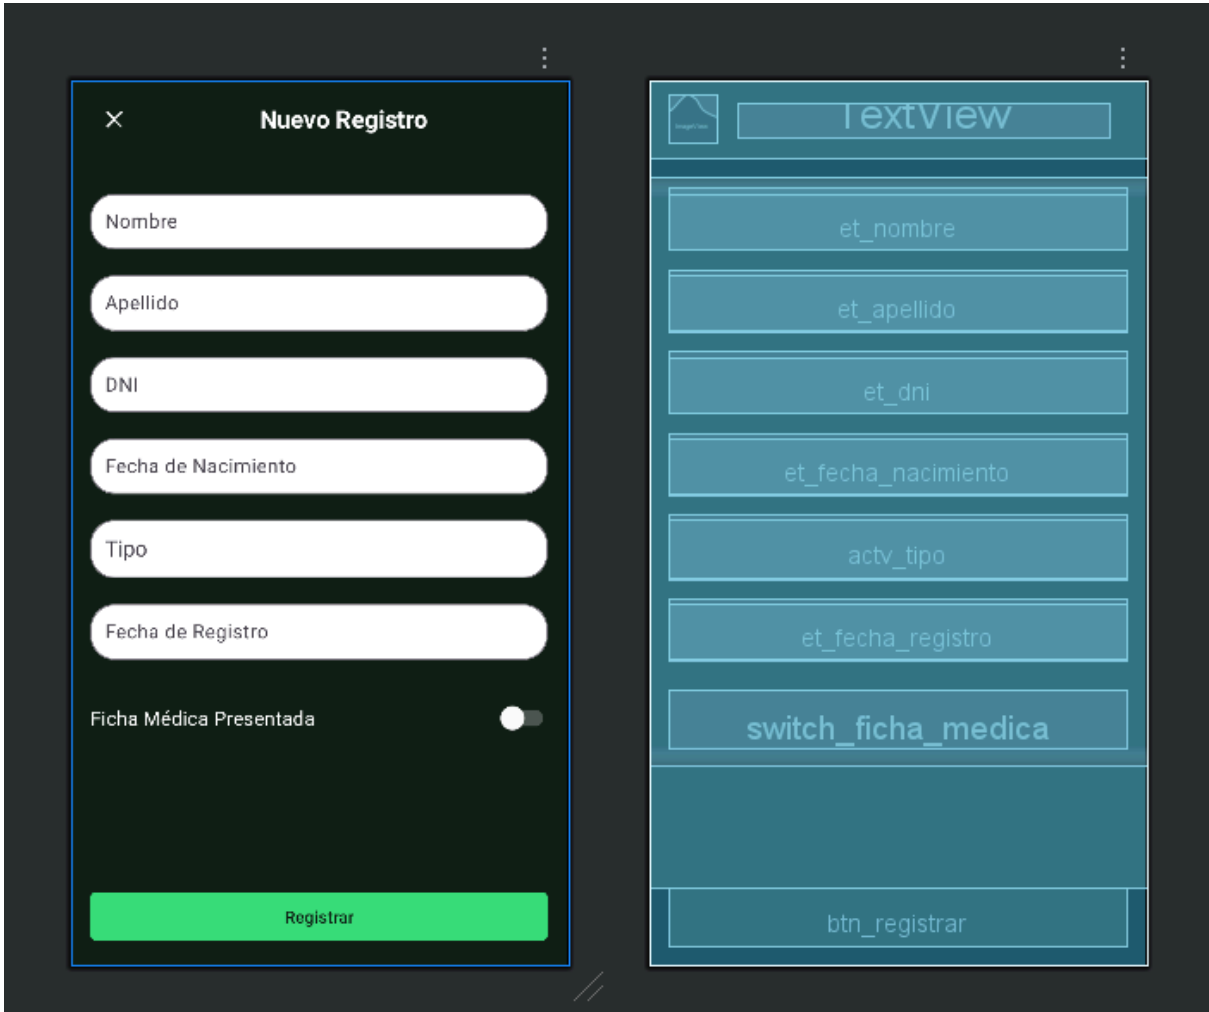 Nuevo Registro
Nombre
Apellido
DNI
Fecha de Nacimiento
Tipo
Fecha de Registro
Ficha Médica Presentada
Registrar
ImageView
TextView
et_nombre
et_apellido
et_dni
et_fecha_nacimiento
actv_tipo
et_fecha_registro
switch_ficha_medica
btn_registrar